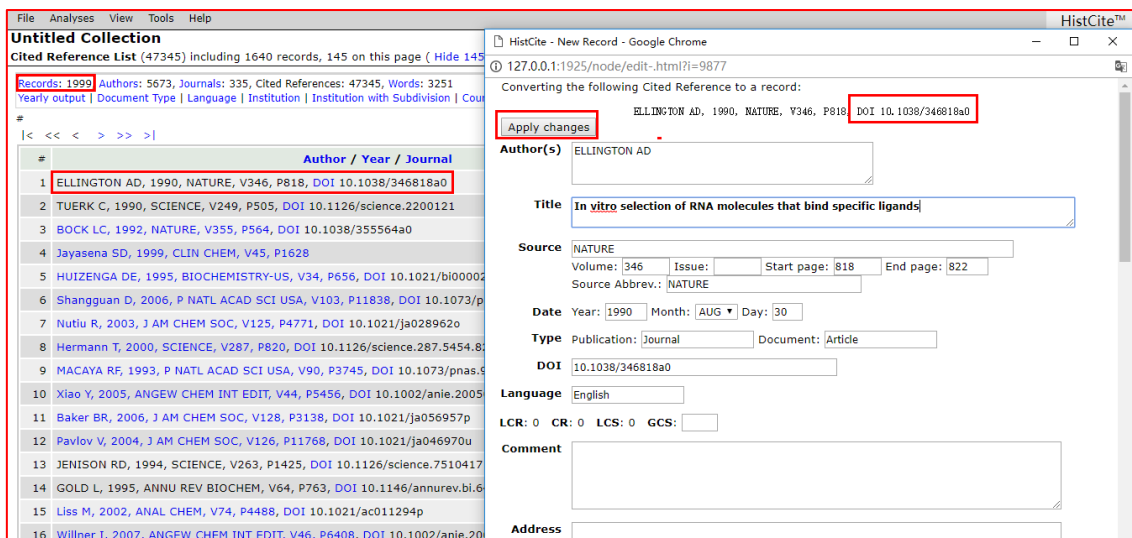 File Analyses View Tools Help
HistCite™
Untitled Collection
Cited Reference List (47345) including 1640 records, 145 on this page ( Hide 145
Records: 1999, Authors: 5673, Journals: 335, Cited References: 47345, Words: 3251
Yearly output | Document Type | Language | Institution | Institution with Subdivision |
#
|< << < > >> >|
# Author / Year / Journal
1 ELLINGTON AD, 1990, NATURE, V346, P818, DOI 10.1038/346818a0
2 TUERK C, 1990, SCIENCE, V249, P505, DOI 10.1126/science.2200121
3 BOCK LC, 1992, NATURE, V355, P564, DOI 10.1038/355564a0
4 Jayasena SD, 1999, CLIN CHEM, V45, P1628
5 HUIZENGA DE, 1995, BIOCHEMISTRY-US, V34, P656, DOI 10.1021/bi00002
6 Shangguan D, 2006, P NATL ACAD SCI USA, V103, P11838, DOI 10.1073/p
7 Nutiu R, 2003, J AM CHEM SOC, V125, P4771, DOI 10.1021/ja028962o
8 Hermann T, 2000, SCIENCE, V287, P820, DOI 10.1126/science.287.5454.82
9 MACAYA RF, 1993, P NATL ACAD SCI USA, V90, P3745, DOI 10.1073/pnas.9
10 Xiao Y, 2005, ANGEW CHEM INT EDIT, V44, P5456, DOI 10.1002/anie.2005
11 Baker BR, 2006, J AM CHEM SOC, V128, P3138, DOI 10.1021/ja056957p
12 Pavlov V, 2004, J AM CHEM SOC, V126, P11768, DOI 10.1021/ja046970u
13 JENISON RD, 1994, SCIENCE, V263, P1425, DOI 10.1126/science.7510417
14 GOLD L, 1995, ANNU REV BIOCHEM, V64, P763, DOI 10.1146/annurev.bi.6
15 Liss M, 2002, ANAL CHEM, V74, P4488, DOI 10.1021/ac011294p
16 Willner I, 2007, ANGEW CHEM INT EDIT, V46, P6408, DOI 10.1002/anie.20
HistCite - New Record - Google Chrome
127.0.0.1:1925/node/edit-.html?i=9877
Converting the following Cited Reference to a record:
ELLINGTON AD, 1990, NATURE, V346, P818, DOI 10.1038/346818a0
Apply changes
Author(s) ELLINGTON AD
Title In vitro selection of RNA molecules that bind specific ligands
Source NATURE
Volume: 346 Issue: Start page: 818 End page: 822
Source Abbrev.: NATURE
Date Year: 1990 Month: AUG Day: 30
Type Publication: Journal Document: Article
DOI 10.1038/346818a0
Language English
LCR: 0 CR: 0 LCS: 0 GCS:
Comment
Address